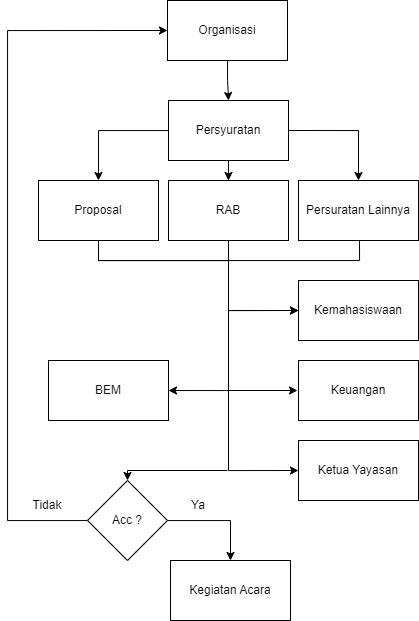 Organisasi
Persyuratan
Proposal
RAB
Persuratan Lainnya
Kemahasiswaan
BEM
Keuangan
Ketua Yayasan
Tidak
Acc ?
Ya
Kegiatan Acara